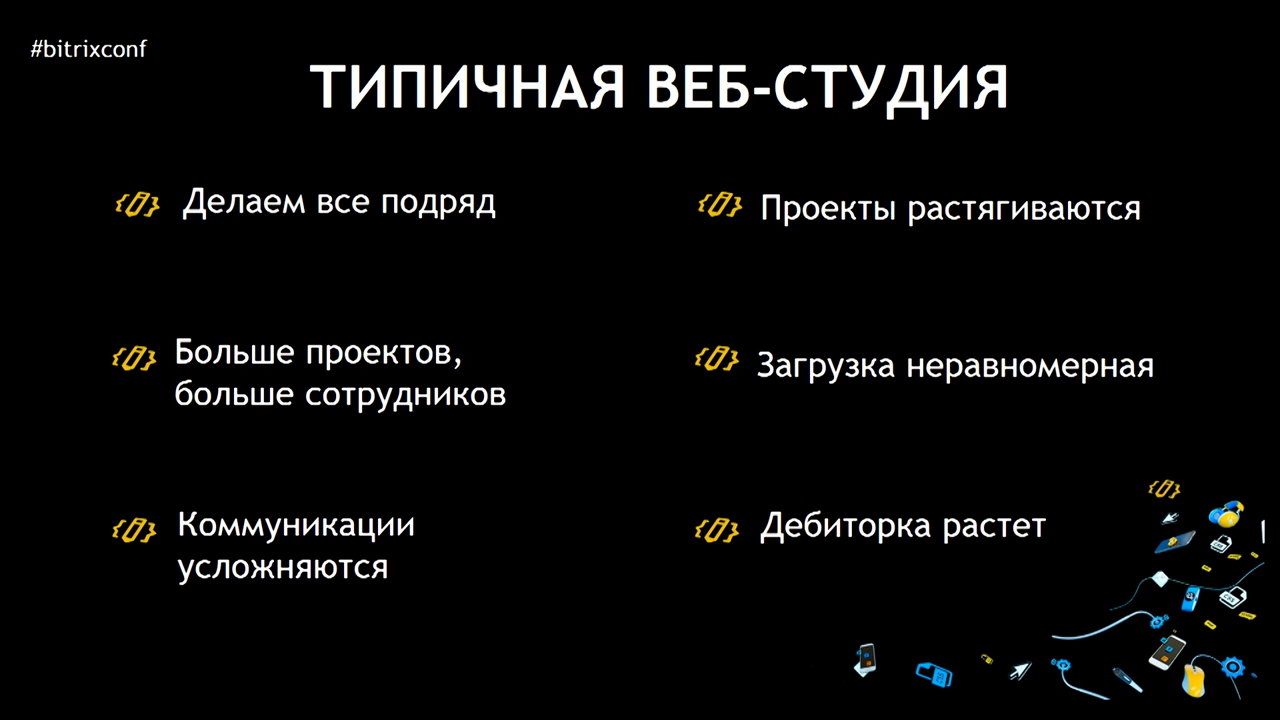 #bitrixconf
ТИПИЧНАЯ ВЕБ-СТУДИЯ
Делаем все подряд
Больше проектов,
больше сотрудников
Коммуникации
усложняются
Проекты растягиваются
Загрузка неравномерная
Дебиторка растет